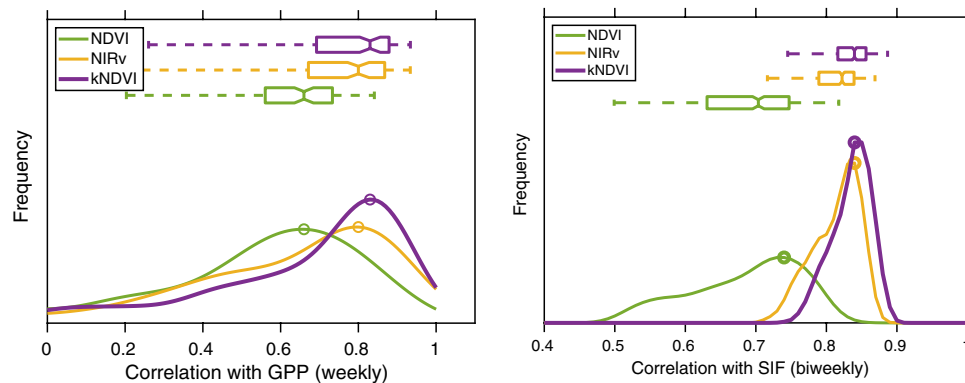 NDVI
NIRv
kNDVI
Frequency
0 0.2 0.4 0.6 0.8 1
Correlation with GPP (weekly)
NDVI
NIRv
kNDVI
Frequency
0.4 0.5 0.6 0.7 0.8 0.9 1
Correlation with SIF (biweekly)